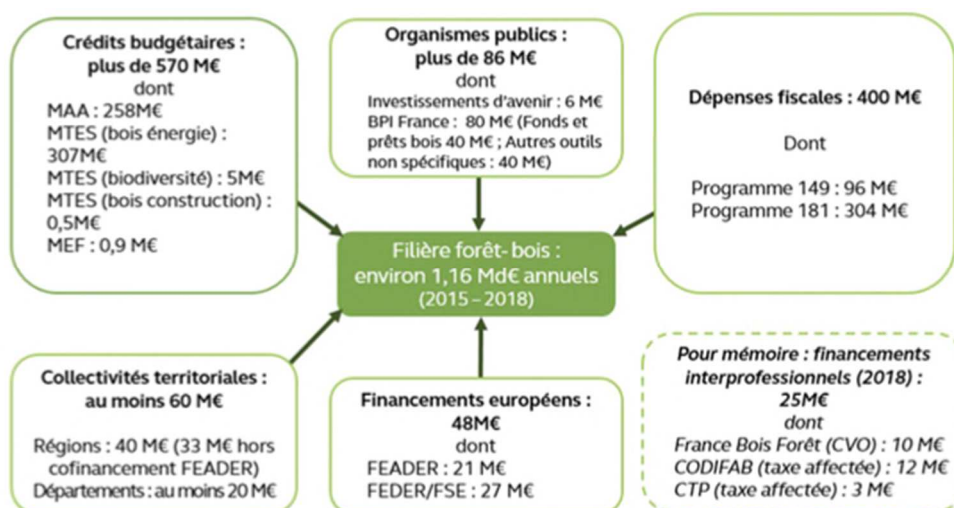 Crédits budgétaires :
plus de 570 M€
dont
MAA : 258M€
MTES (bois énergie) :
307M€
MTES (biodiversité) : 5M€
MTES (bois construction) :
0,5M€
MEF : 0,9 M€
Organismes publics :
plus de 86 M€
dont
Investissements d'avenir : 6 M€
BPI France : 80 M€ (Fonds et
prêts bois 40 M€ ; Autres outils
non spécifiques : 40 M€)
Dépenses fiscales : 400 M€
Dont
Programme 149 : 96 M€
Programme 181 : 304 M€
Filière forêt- bois :
environ 1,16 Md€ annuels
(2015 – 2018)
Collectivités territoriales :
au moins 60 M€
Régions : 40 M€ (33 M€ hors
cofinancement FEADER)
Départements : au moins 20 M€
Financements européens :
48M€
dont
FEADER : 21 M€
FEDER/FSE : 27 M€
Pour mémoire : financements
interprofessionnels (2018) :
25M€
dont
France Bois Forêt (CVO) : 10 M€
CODIFAB (taxe affectée) : 12 M€
CTP (taxe affectée) : 3 M€